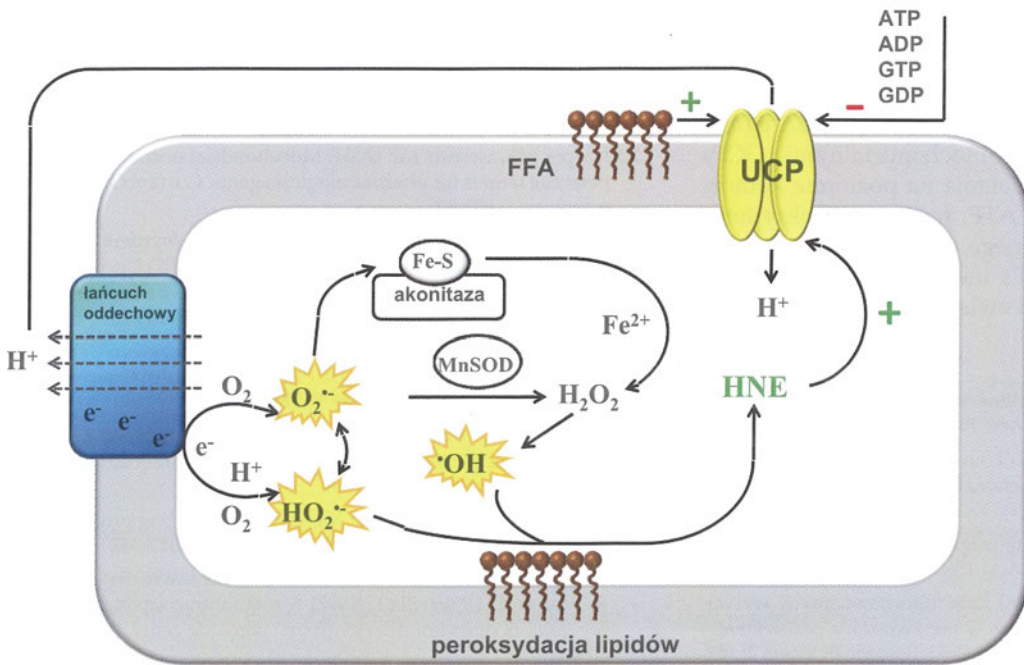 ATP
ADP
GTP
GDP
+
−
FFA
UCP
Fe-S
akonitaza
łańcuch
oddechowy
Fe²⁺
H⁺
+
MnSOD
H⁺
O₂
O₂•-
H₂O₂
HNE
e⁻
e⁻
e⁻
e⁻
•OH
H⁺
O₂
HO₂•-
peroksydacja lipidów